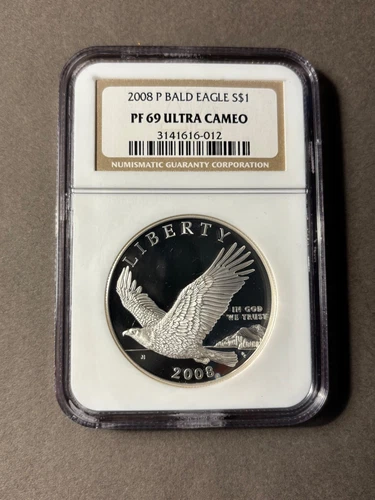 2008 P BALD EAGLE S$1
PF 69 ULTRA CAMEO
3141616-012
NUMISMATIC GUARANTY CORPORATION
LIBERTY
IN GOD
WE TRUST
2008